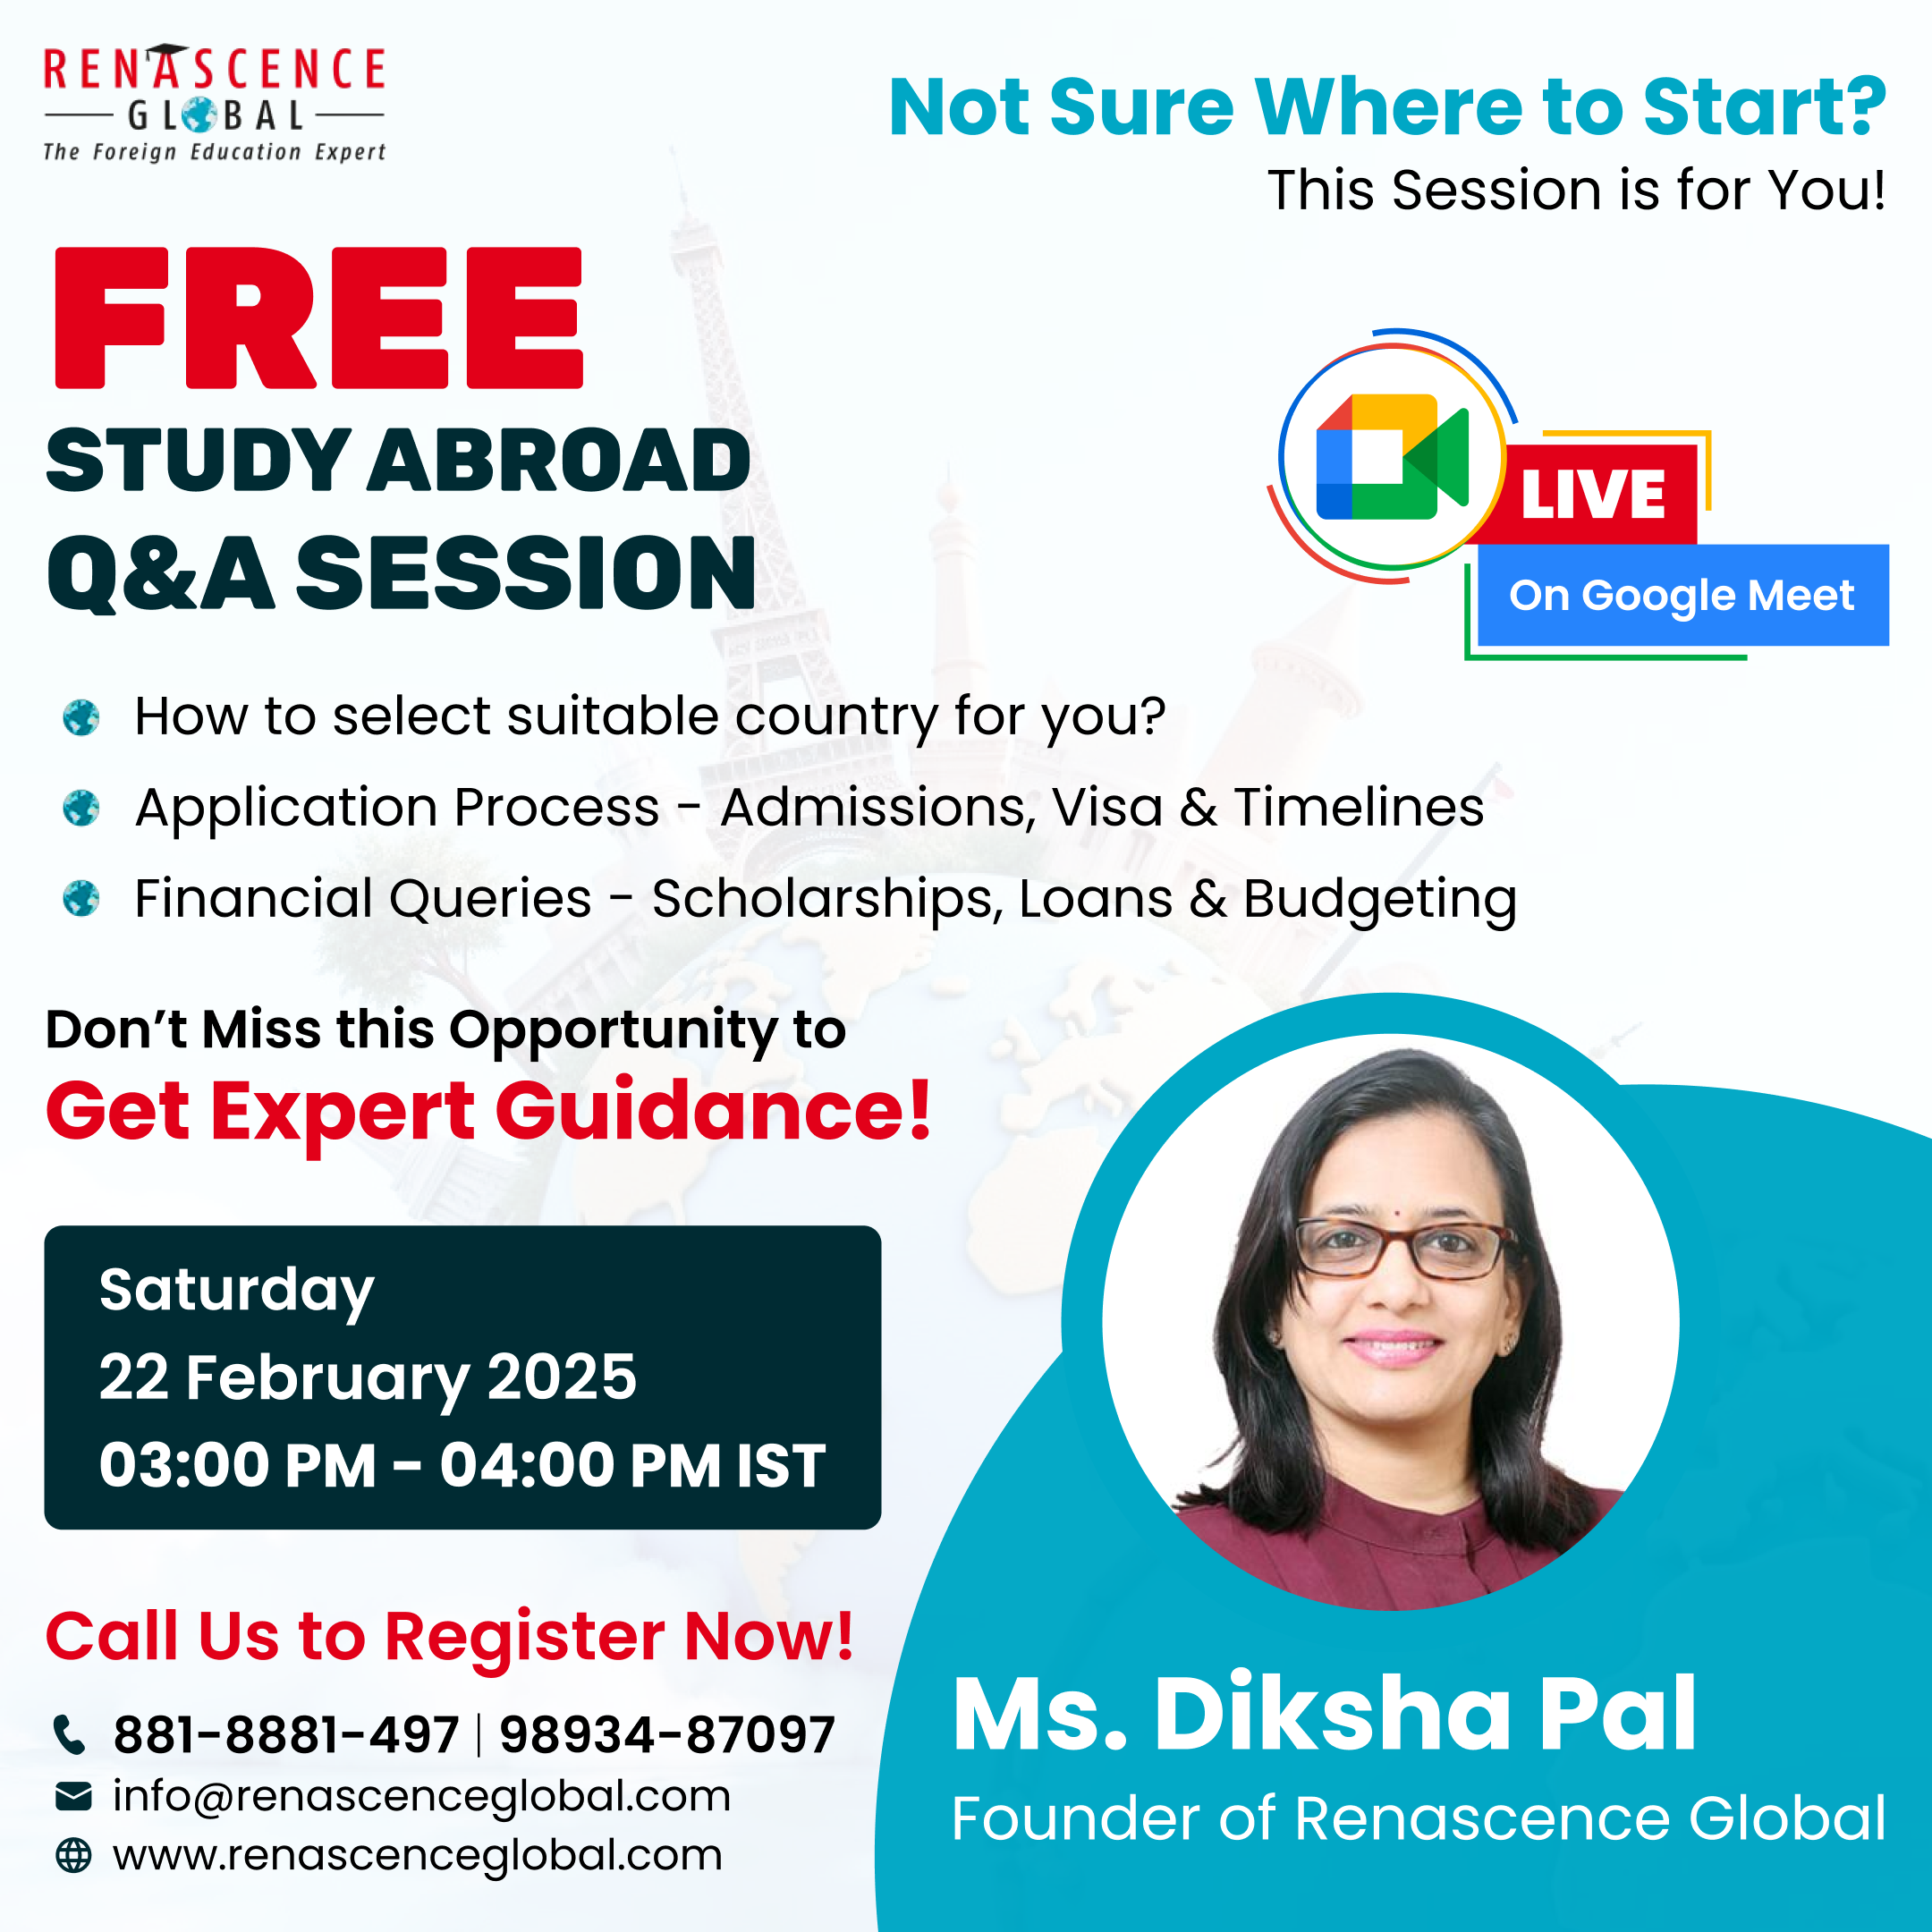 RENASCENCE
GLOBAL
The Foreign Education Expert
Not Sure Where to Start?
This Session is for You!
FREE
STUDY ABROAD
Q&A SESSION
LIVE
On Google Meet
How to select suitable country for you?
Application Process - Admissions, Visa & Timelines
Financial Queries - Scholarships, Loans & Budgeting
Don’t Miss this Opportunity to
Get Expert Guidance!
Saturday
22 February 2025
03:00 PM - 04:00 PM IST
Call Us to Register Now!
881-8881-497 | 98934-87097
info@renascenceglobal.com
www.renascenceglobal.com
Ms. Diksha Pal
Founder of Renascence Global